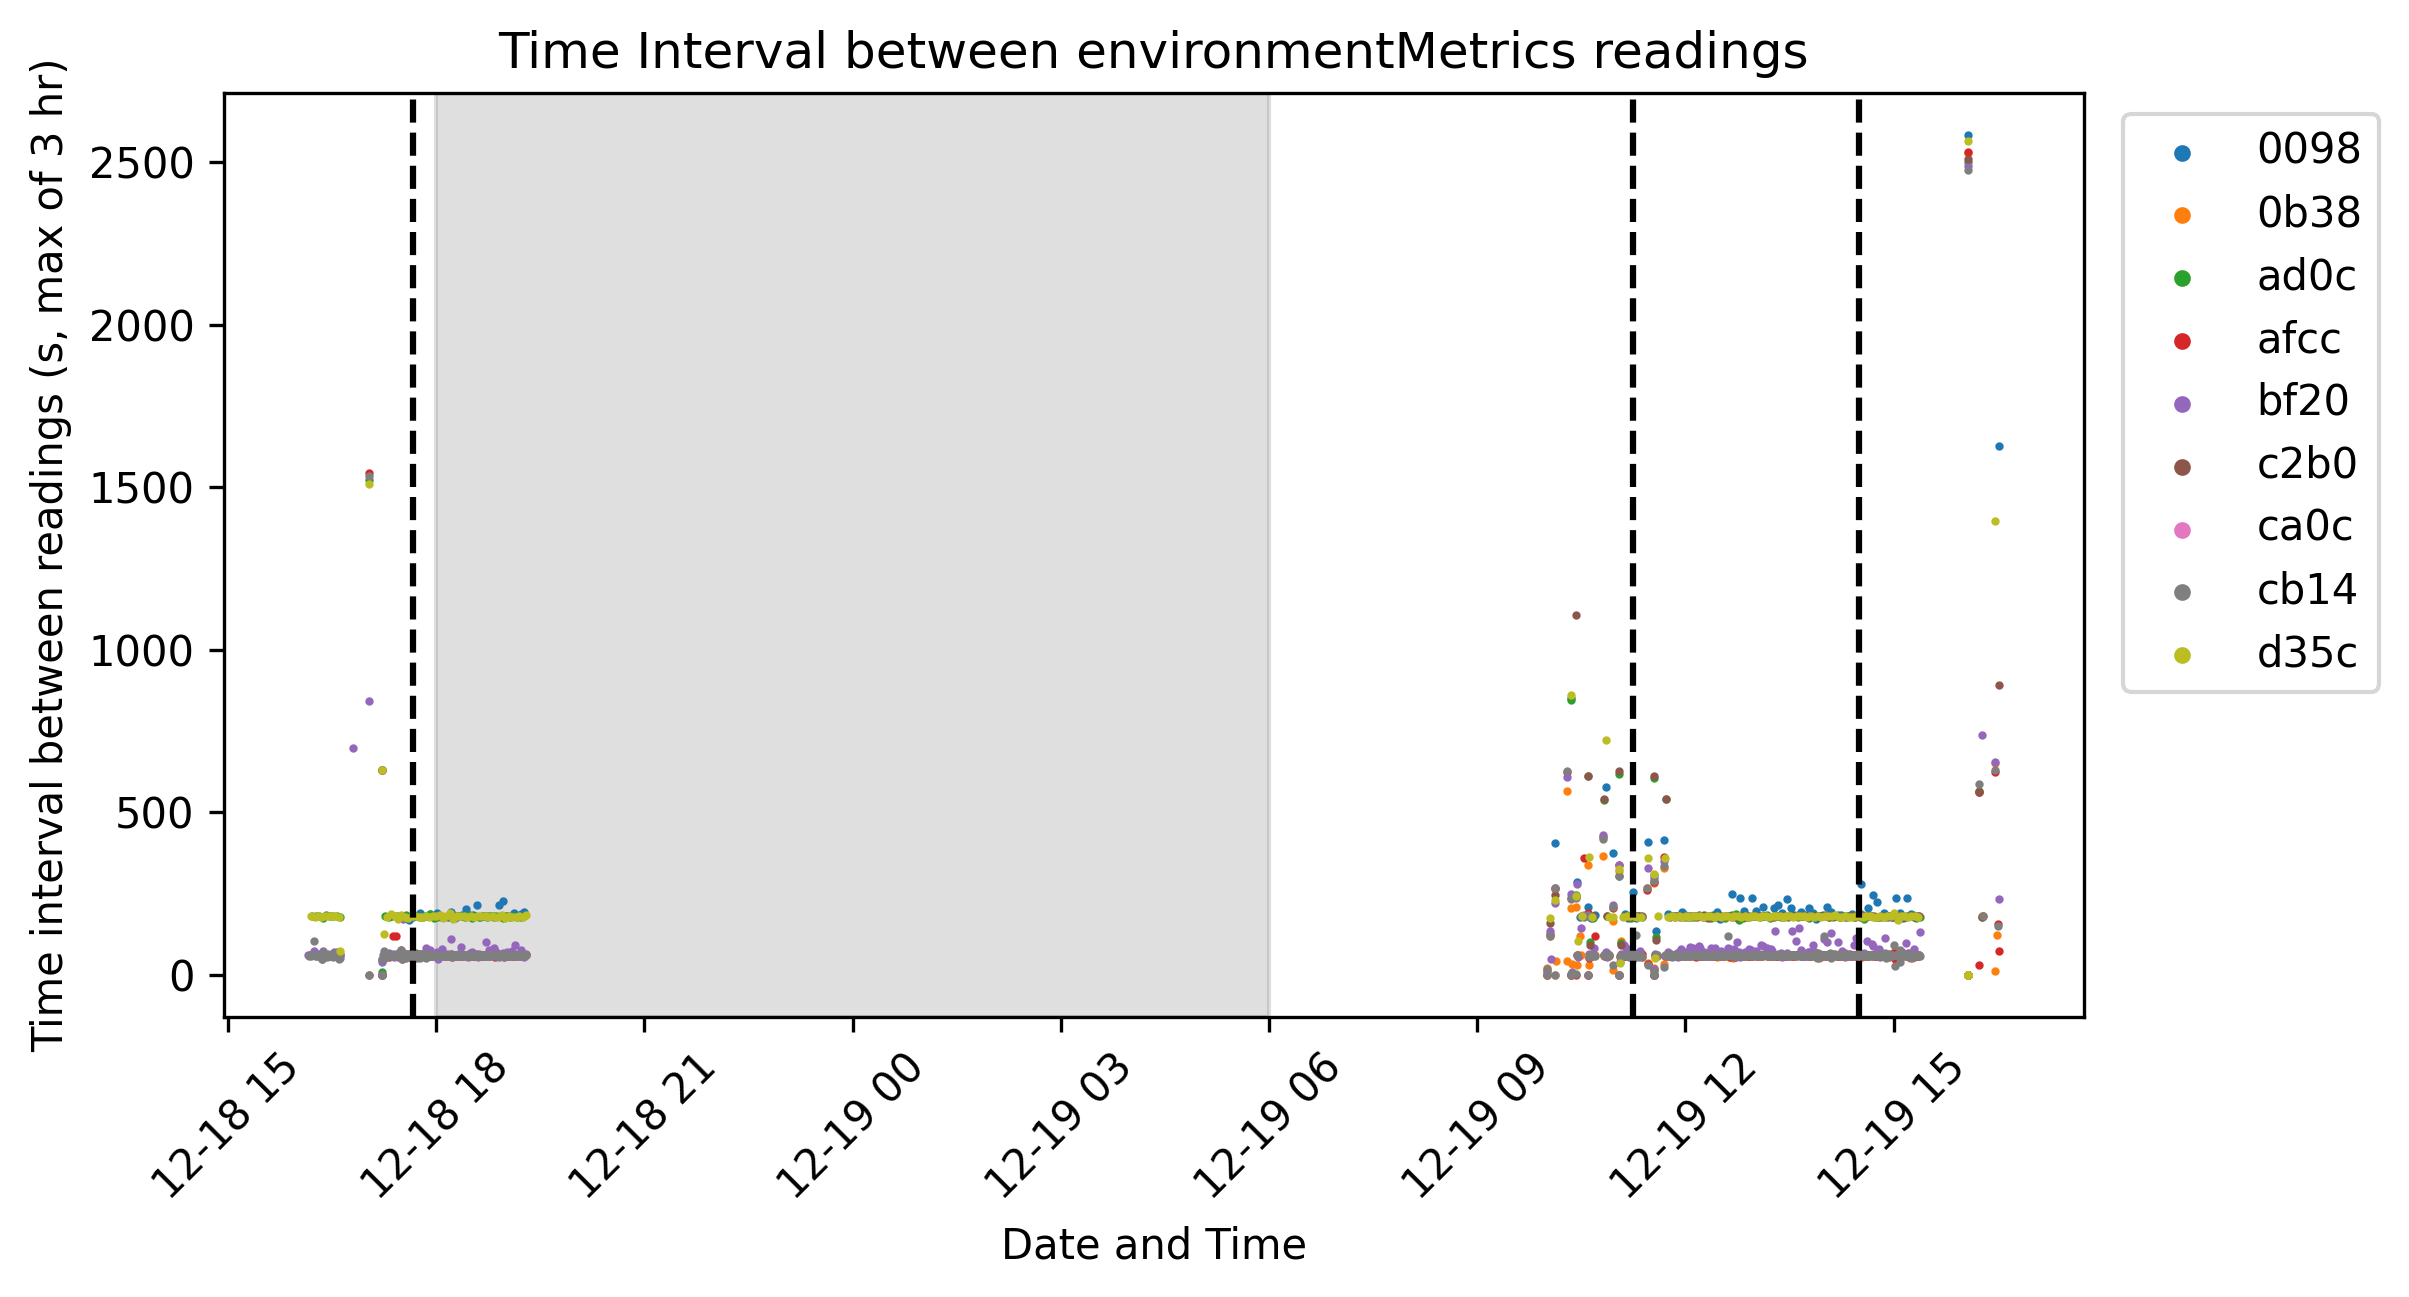 Time Interval between environmentMetrics readings
Time interval between readings (s, max of 3 hr)
2500
2000
1500
1000
500
0
12-18 15
12-18 18
12-18 21
12-19 00
12-19 03
12-19 06
12-19 09
12-19 12
12-19 15
Date and Time
0098
0b38
ad0c
afcc
bf20
c2b0
ca0c
cb14
d35c